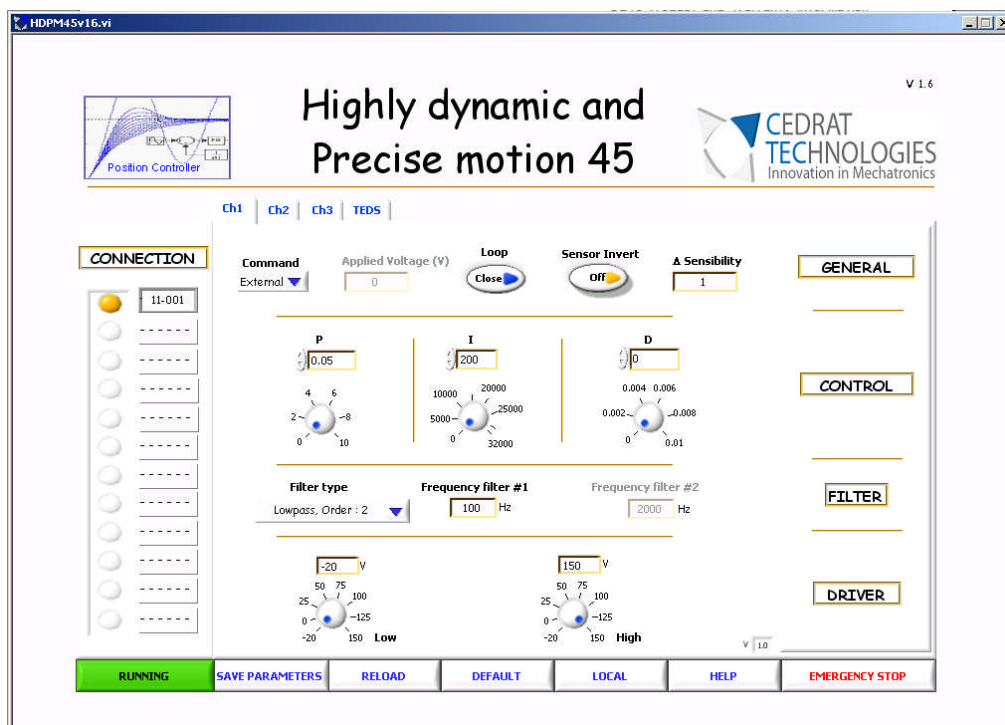 HDPM45v16.vi
V 1.6
Highly dynamic and
Precise motion 45
Position Controller
CEDRAT
TECHNOLOGIES
Innovation in Mechatronics
Ch1 Ch2 Ch3 TEDS
CONNECTION
11-001
------
------
------
------
------
------
------
------
------
------
------
Command Applied Voltage (V) Loop Sensor Invert Δ Sensibility
External 0 Close Off 1
GENERAL
P I D
0.05 200 0
4 6 10000 20000 0.004 0.006
2 8 5000 25000 0.002 0.008
0 10 0 32000 0 0.01
CONTROL
Filter type Frequency filter #1 Frequency filter #2
Lowpass, Order : 2 100 Hz 2000 Hz
FILTER
-20 V 150 V
50 75 50 75
25 100 25 100
0 125 0 125
-20 150 Low -20 150 High
DRIVER
V 1.0
RUNNING SAVE PARAMETERS RELOAD DEFAULT LOCAL HELP EMERGENCY STOP